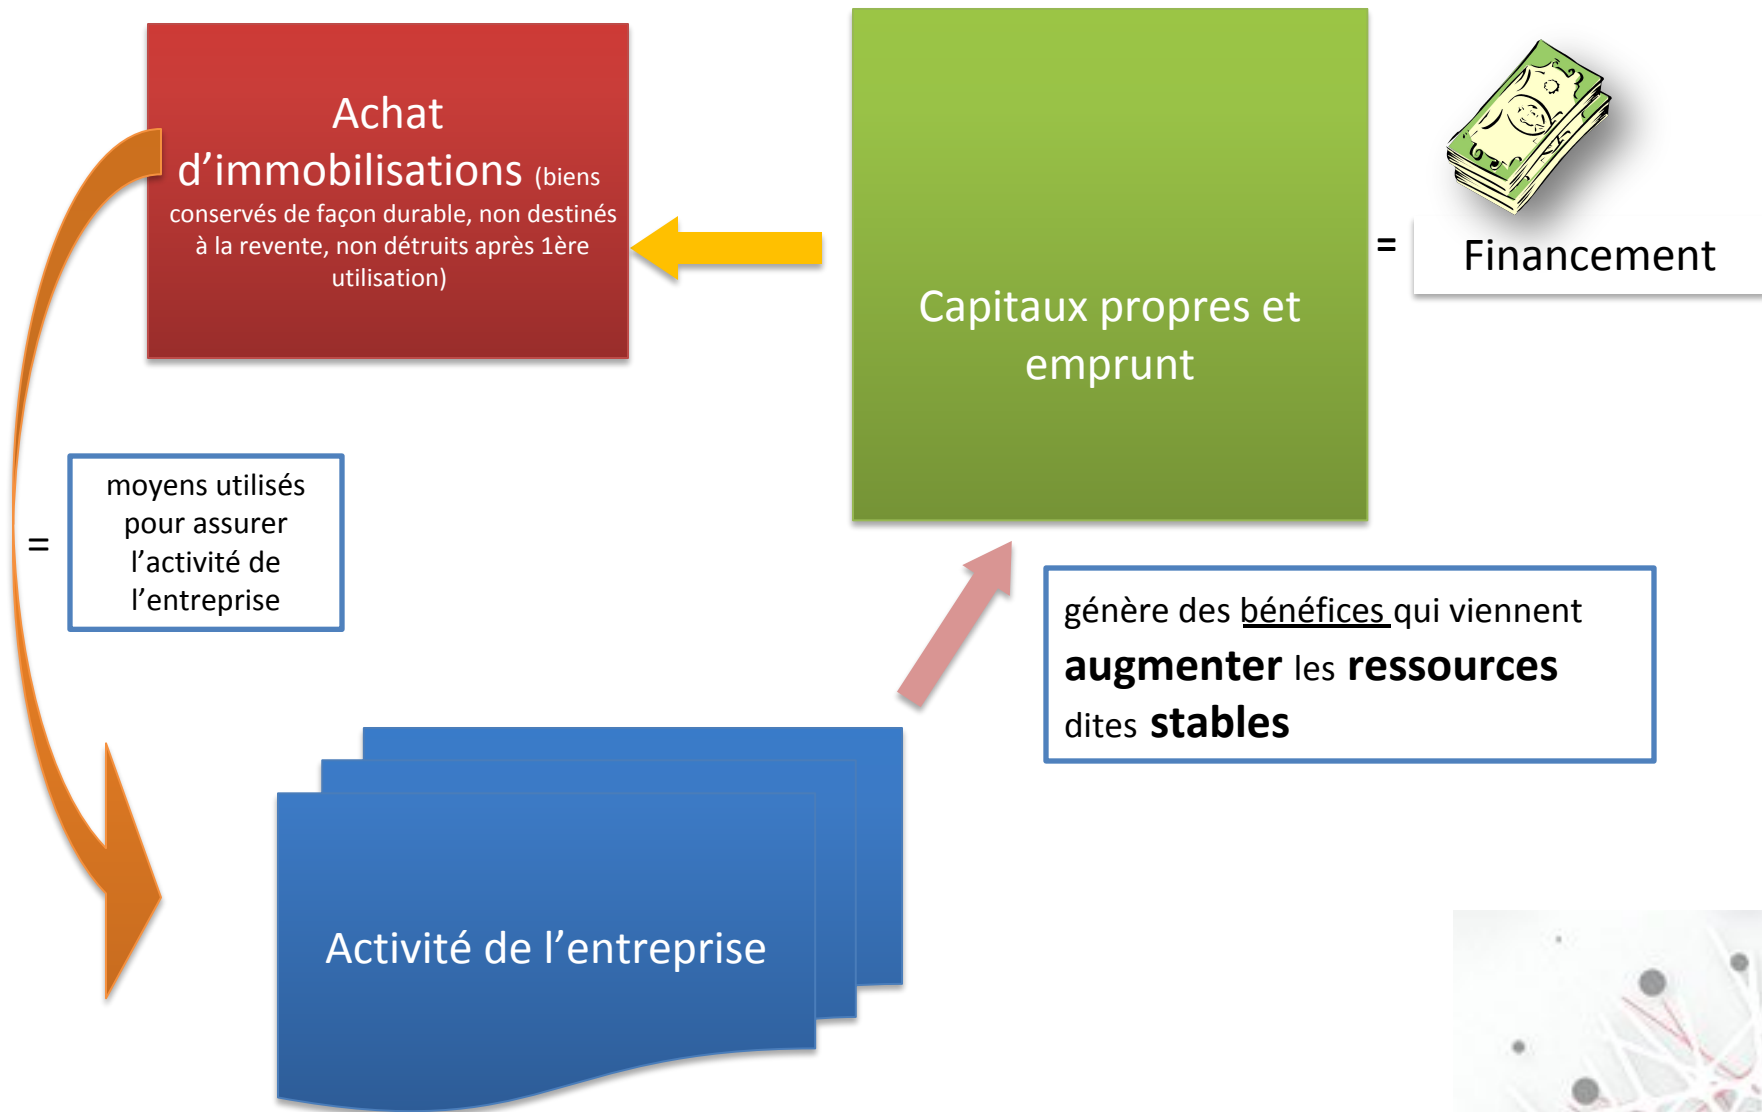 Achat
d’immobilisations (biens
conservés de façon durable, non destinés
à la revente, non détruits après 1ère
utilisation)
Capitaux propres et
emprunt
=
Financement
=
moyens utilisés
pour assurer
l’activité de
l’entreprise
génère des bénéfices qui viennent
augmenter les ressources
dites stables
Activité de l’entreprise